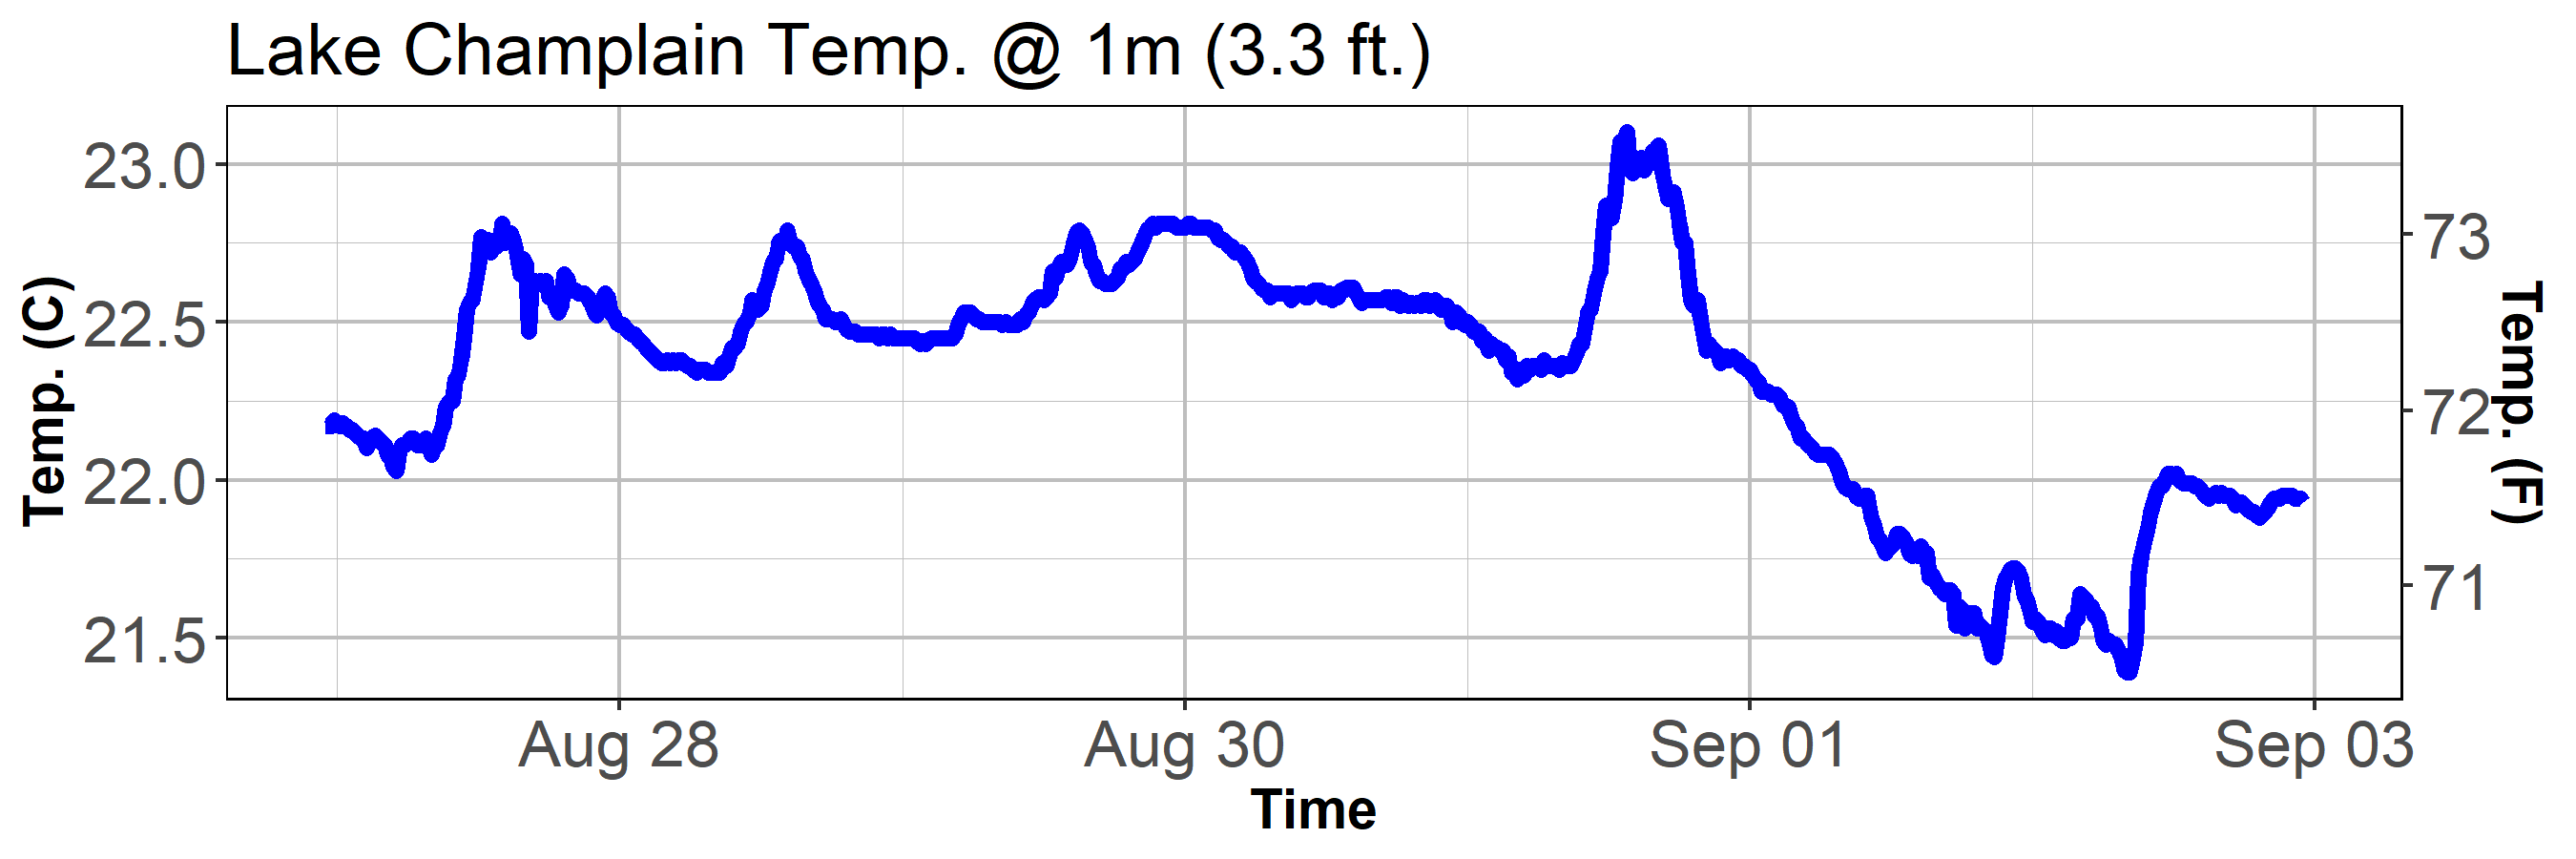 Lake Champlain Temp. @ 1m (3.3 ft.)
Temp. (C)
23.0
22.5
22.0
21.5
73
72
71
Temp. (F)
Aug 28
Aug 30
Sep 01
Sep 03
Time